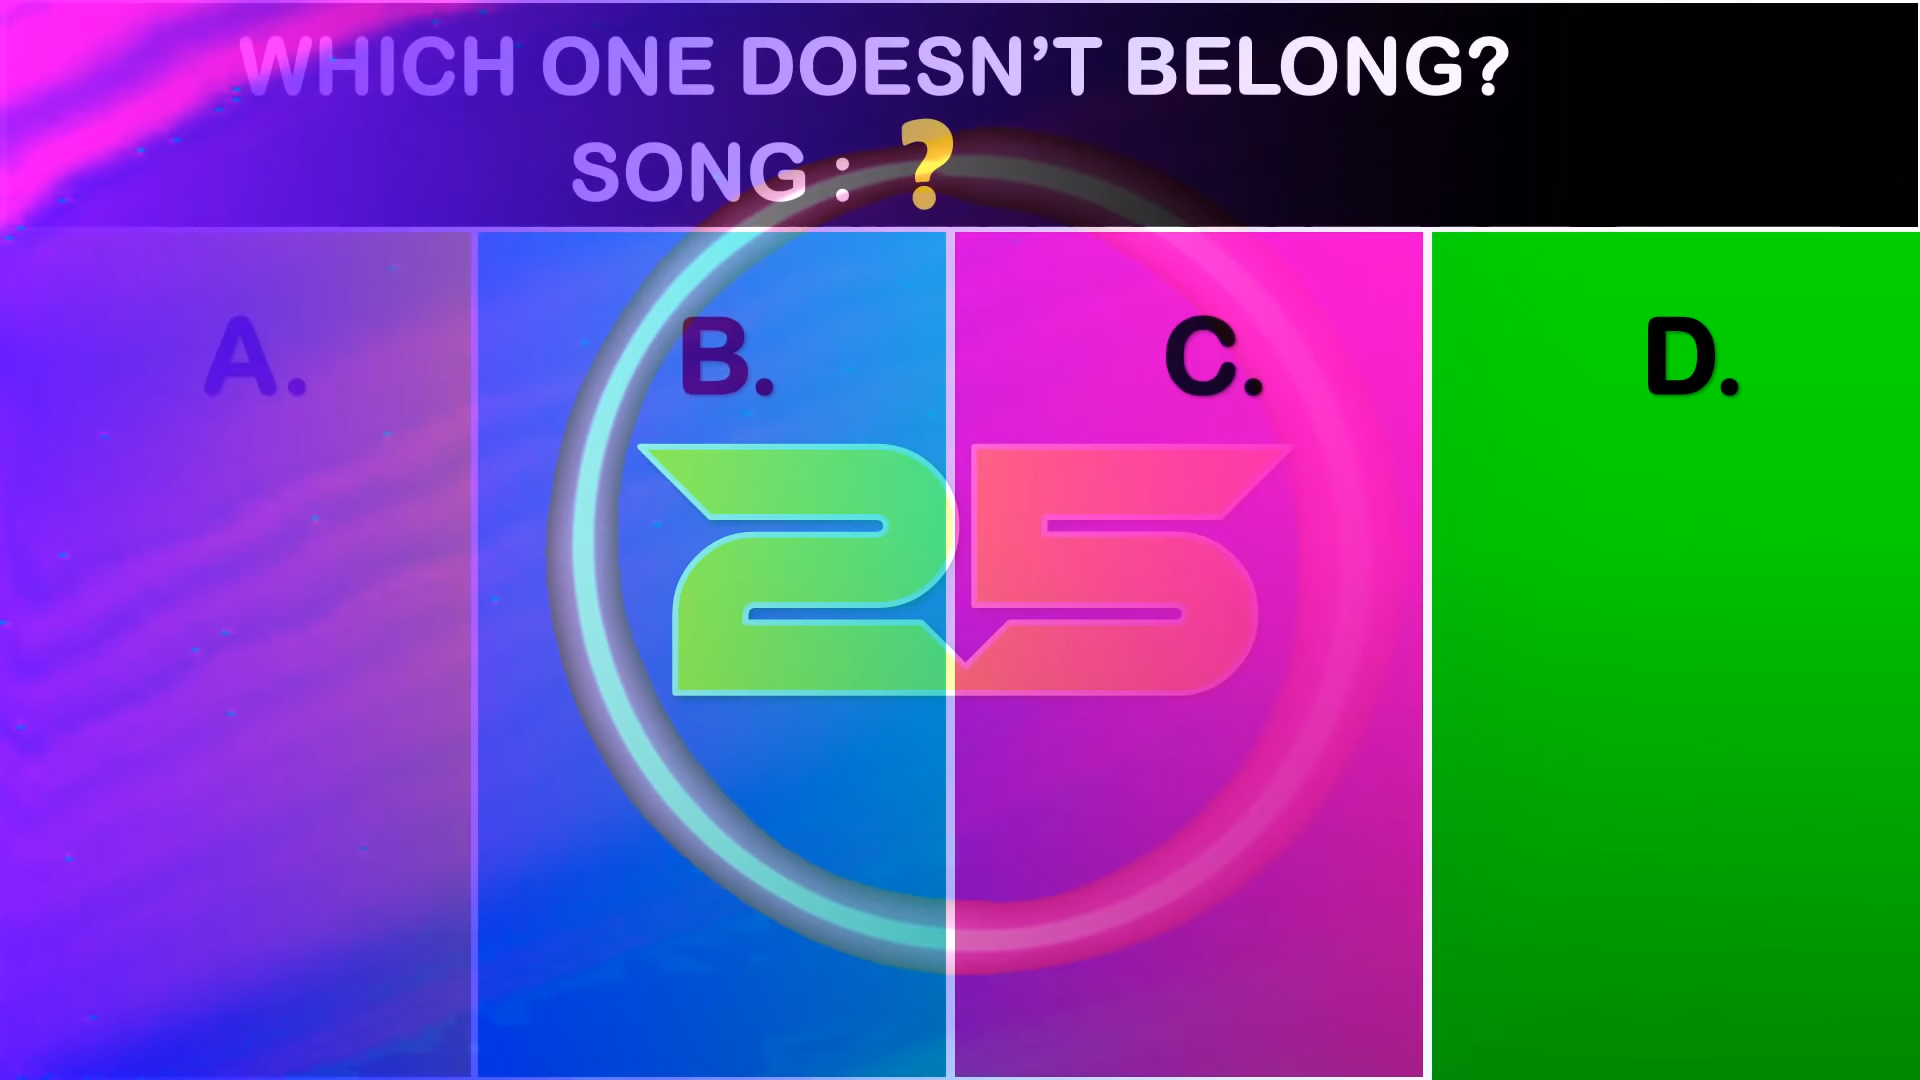 WHICH ONE DOESN’T BELONG?
SONG : ?
A. B. C. D.
25